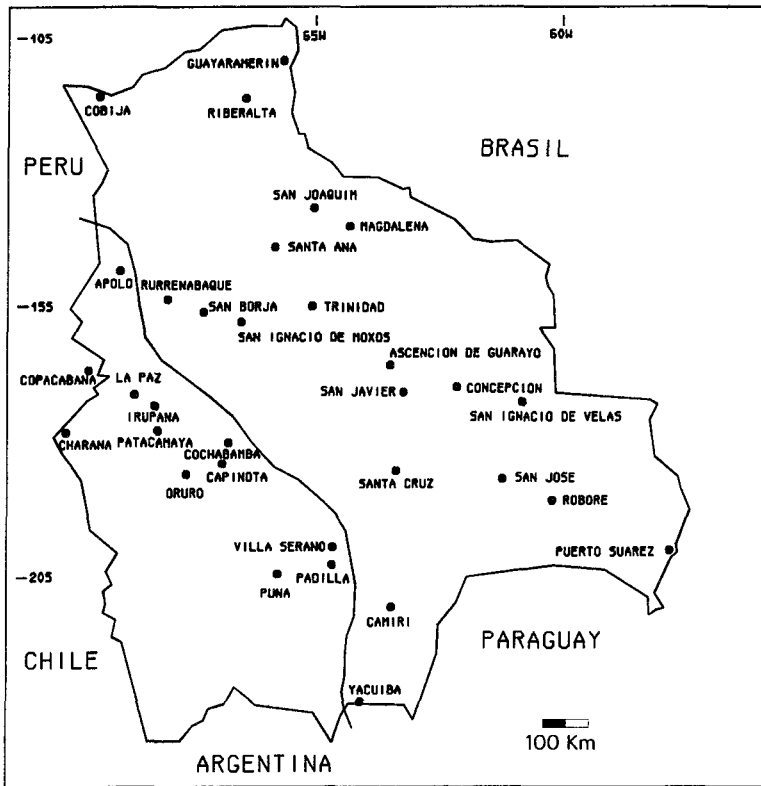 -10S
65W
60W
GUAYARAMERIN
COBIJA
RIBERALTA
BRASIL
PERU
SAN JOAQUIM
MAGDALENA
SANTA ANA
APOLO
RURRENABAQUE
-15S
SAN BORJA
TRINIDAD
SAN IGNACIO DE MOXOS
ASCENCION DE GUARAYO
COPACABANA
LA PAZ
SAN JAVIER
CONCEPCION
IRUPANA
SAN IGNACIO DE VELAS
CHARANA
PATACAMAYA
COCHABAMBA
CAPINOTA
ORURO
SANTA CRUZ
SAN JOSE
ROBORE
VILLA SERANO
PUERTO SUAREZ
-20S
PADILLA
PUNA
CAMIRI
PARAGUAY
CHILE
YACUIBA
100 Km
ARGENTINA